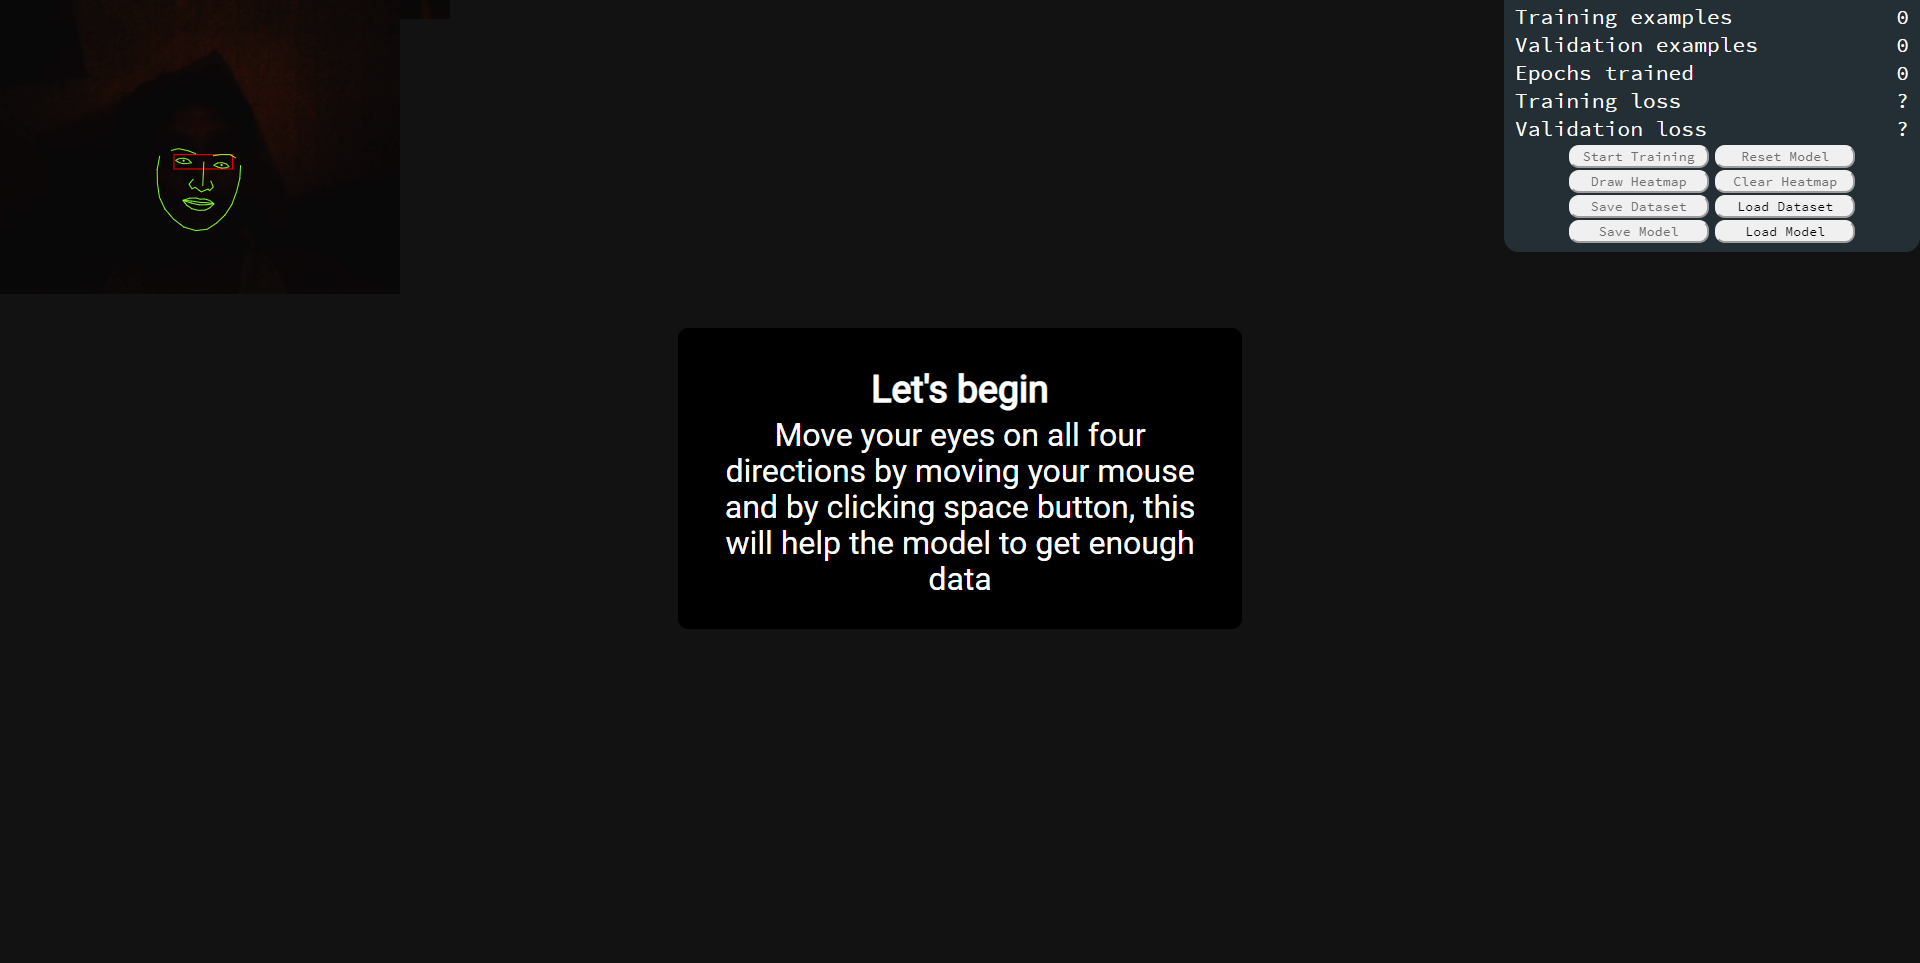 Training examples 0
Validation examples 0
Epochs trained 0
Training loss ?
Validation loss ?
Start Training Reset Model
Draw Heatmap Clear Heatmap
Save Dataset Load Dataset
Save Model Load Model
Let's begin
Move your eyes on all four
directions by moving your mouse
and by clicking space button, this
will help the model to get enough
data